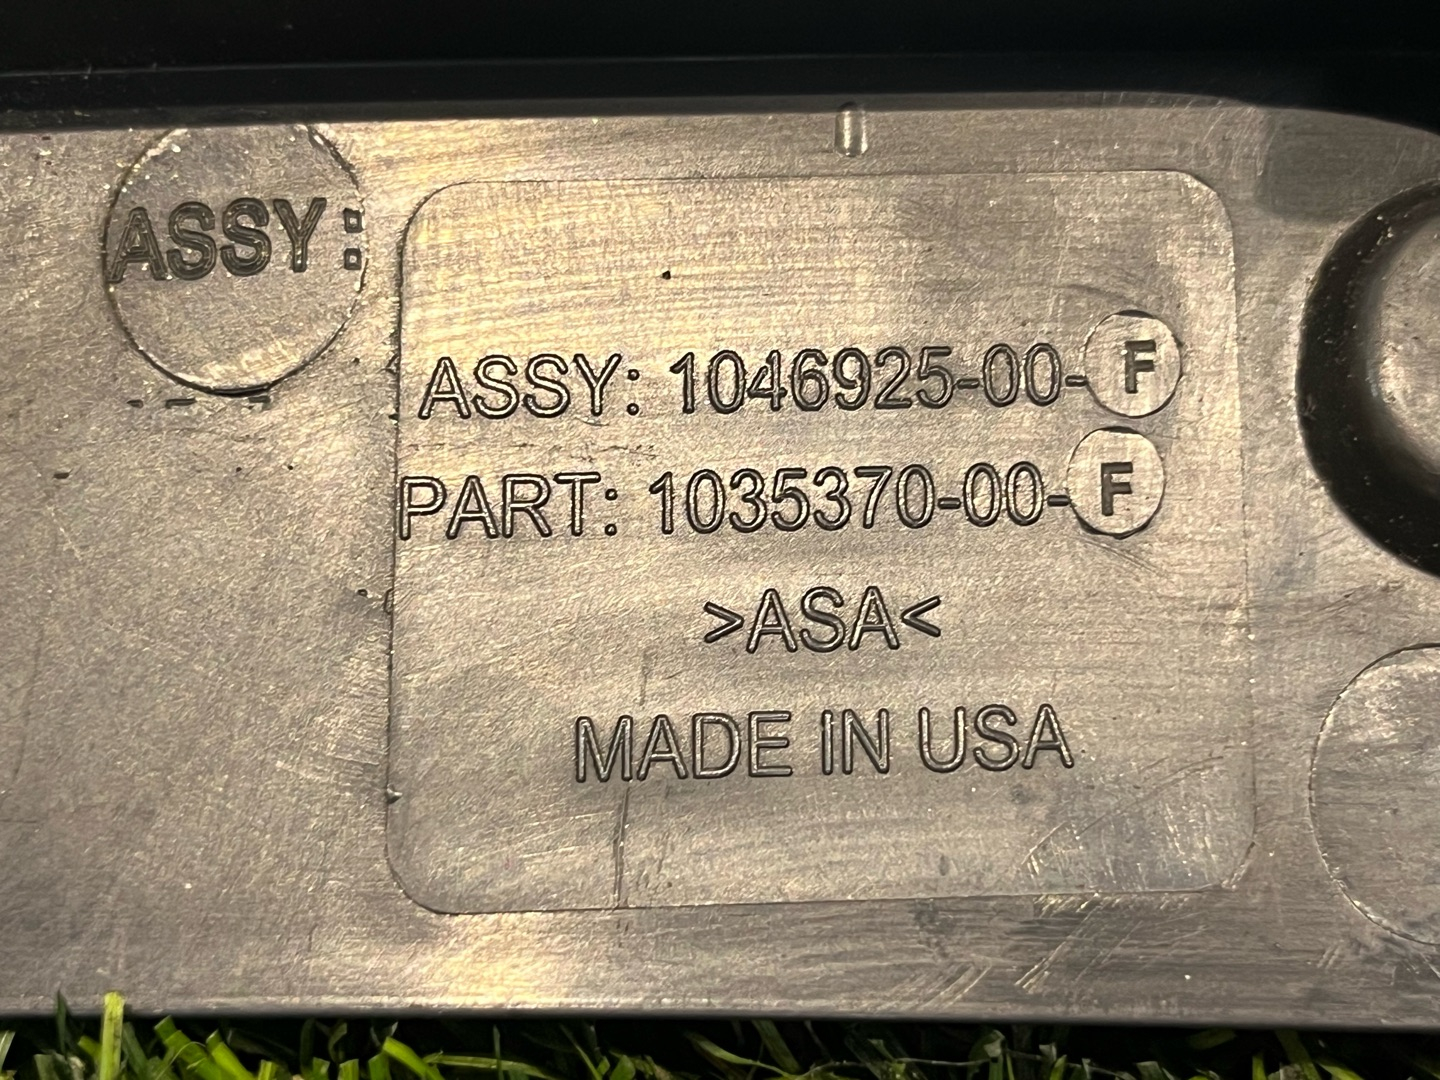 ASSY:
ASSY: 1046925-00-F
PART: 1035370-00-F
>ASA<
MADE IN USA